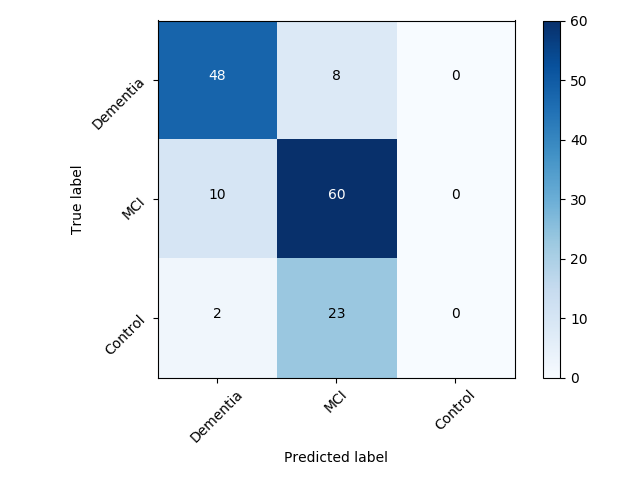 True label
Dementia
48 8 0
MCI
10 60 0
Control
2 23 0
Dementia MCI Control
Predicted label
60
50
40
30
20
10
0